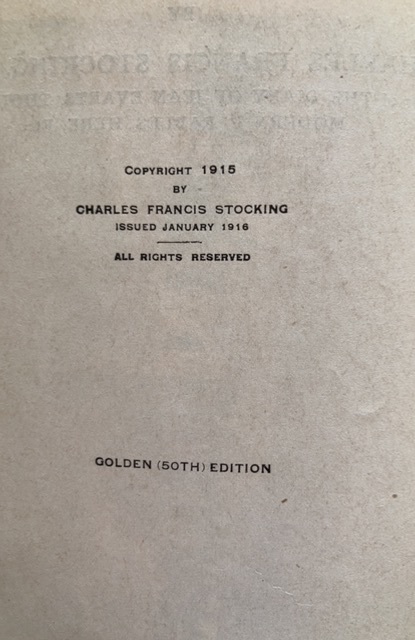 COPYRIGHT 1915
BY
CHARLES FRANCIS STOCKING
ISSUED JANUARY 1916
ALL RIGHTS RESERVED
GOLDEN (50TH) EDITION